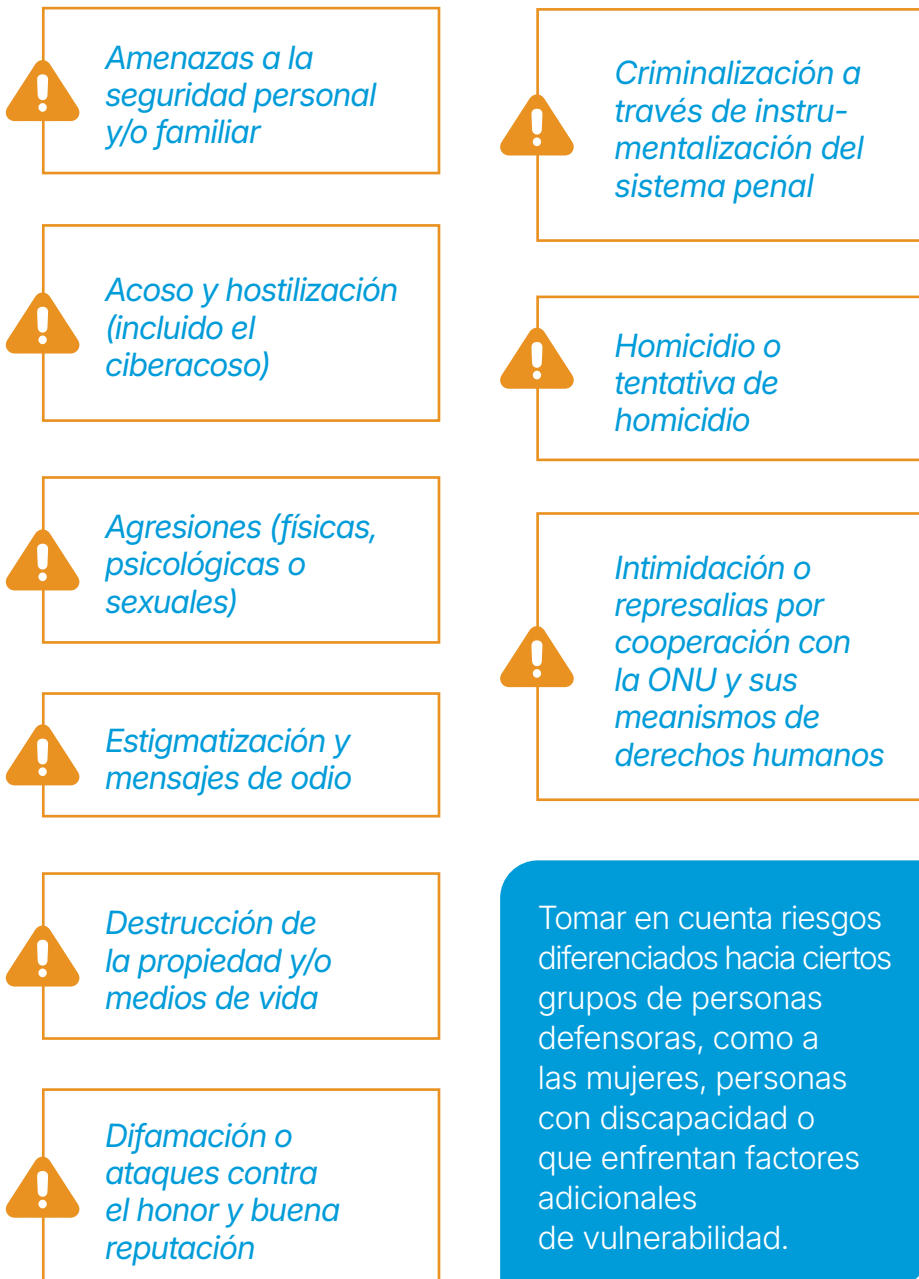 Amenazas a la
seguridad personal
y/o familiar
Acoso y hostilización
(incluido el
ciberacoso)
Agresiones (físicas,
psicológicas o
sexuales)
Estigmatización y
mensajes de odio
Destrucción de
la propiedad y/o
medios de vida
Difamación o
ataques contra
el honor y buena
reputación
Criminalización a
través de instru-
mentalización del
sistema penal
Homicidio o
tentativa de
homicidio
Intimidación o
represalias por
cooperación con
la ONU y sus
meanismos de
derechos humanos
Tomar en cuenta riesgos
diferenciados hacia ciertos
grupos de personas
defensoras, como a
las mujeres, personas
con discapacidad o
que enfrentan factores
adicionales
de vulnerabilidad.